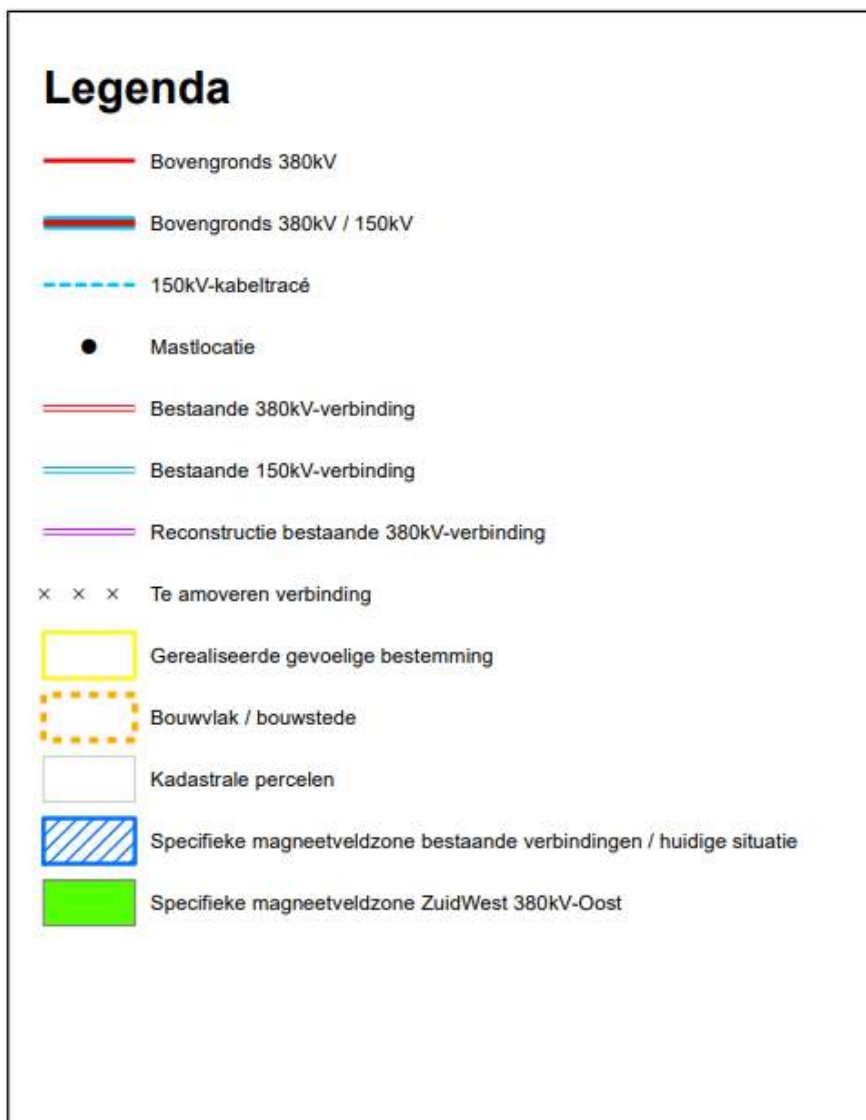 Legenda
Bovengronds 380kV
Bovengronds 380kV / 150kV
150kV-kabeltracé
Mastlocatie
Bestaande 380kV-verbinding
Bestaande 150kV-verbinding
Reconstructie bestaande 380kV-verbinding
Te amoveren verbinding
Gerealiseerde gevoelige bestemming
Bouwvlak / bouwstede
Kadastrale percelen
Specifieke magneetveldzone bestaande verbindingen / huidige situatie
Specifieke magneetveldzone ZuidWest 380kV-Oost